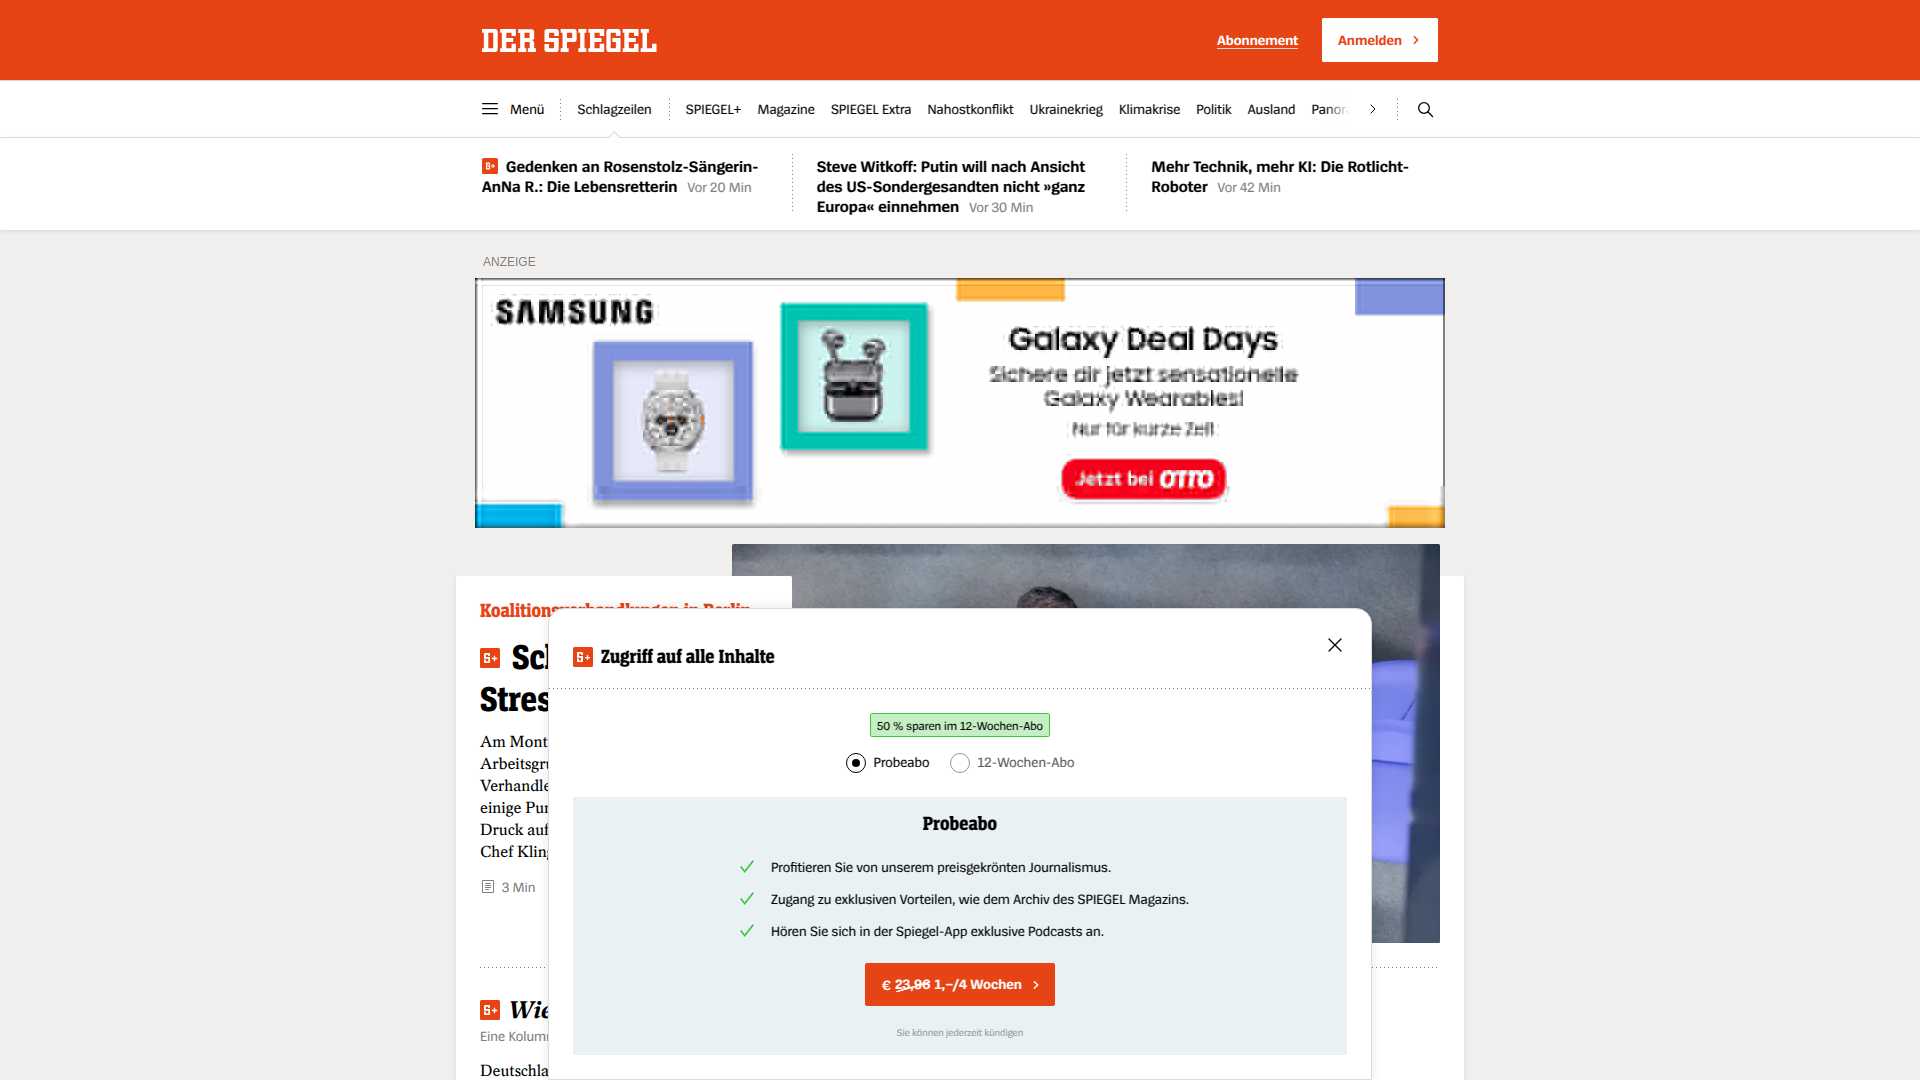 DER SPIEGEL
Abonnement
Anmelden
Menü
Schlagzeilen
SPIEGEL+
Magazine
SPIEGEL Extra
Nahostkonflikt
Ukrainekrieg
Klimakrise
Politik
Ausland
Panor
Gedenken an Rosenstolz-Sängerin-
AnNa R.: Die Lebensretterin Vor 20 Min
Steve Witkoff: Putin will nach Ansicht
des US-Sondergesandten nicht »ganz
Europa« einnehmen Vor 30 Min
Mehr Technik, mehr KI: Die Rotlicht-
Roboter Vor 42 Min
ANZEIGE
SAMSUNG
Galaxy Deal Days
Sichere dir jetzt sensationelle
Galaxy Wearables!
Nur für kurze Zeit
Jetzt bei OTTO
Koalitionsverhandlungen in Berlin
Scl
Stres
Am Mont
Arbeitsgru
Verhandle
einige Pun
Druck auf
Chef Kling
3 Min
Wie
Eine Kolum
Deutschla
Zugriff auf alle Inhalte
50 % sparen im 12-Wochen-Abo
Probeabo
12-Wochen-Abo
Probeabo
Profitieren Sie von unserem preisgekrönten Journalismus.
Zugang zu exklusiven Vorteilen, wie dem Archiv des SPIEGEL Magazins.
Hören Sie sich in der Spiegel-App exklusive Podcasts an.
€ 23,96 1,–/4 Wochen
Sie können jederzeit kündigen